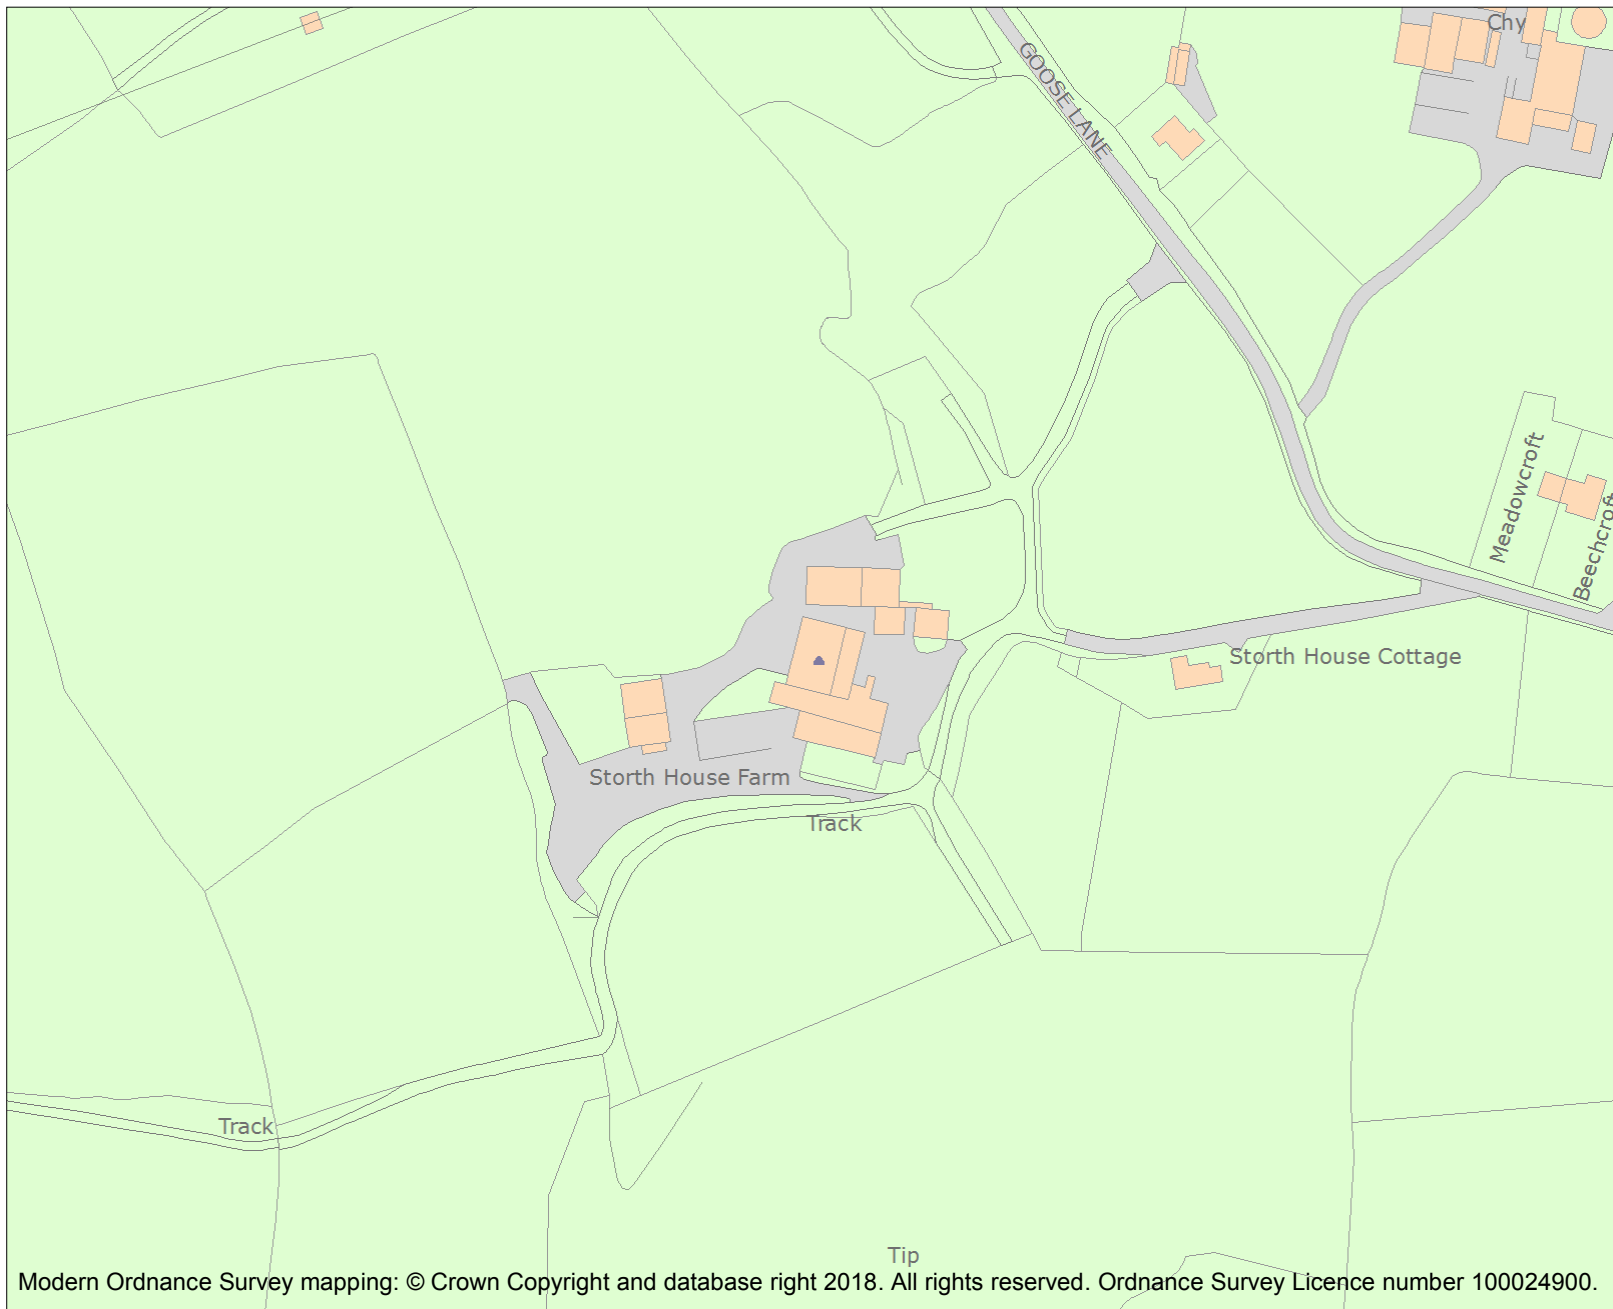 Chy
GOOSE LANE
Meadowcroft
Beechcroft
Storth House Cottage
Storth House Farm
Track
Track
Tip
Modern Ordnance Survey mapping: © Crown Copyright and database right 2018. All rights reserved. Ordnance Survey Licence number 100024900.